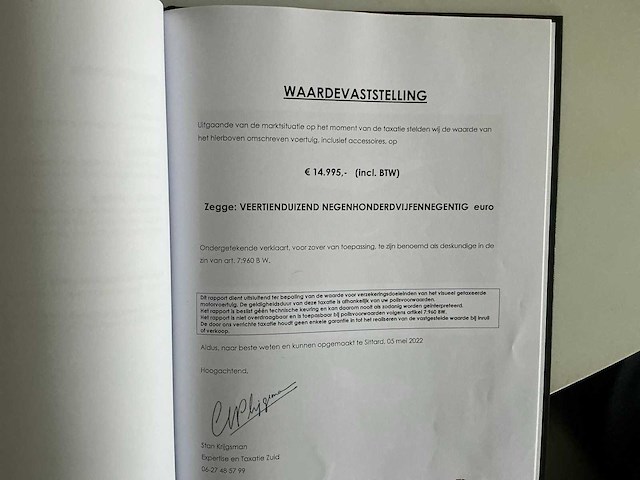 WAARDEVASTSTELLING
Uitgaande van de marktsituatie op het moment van de taxatie stelden wij de waarde van
het hierboven omschreven voertuig, inclusief accessoires, op
€ 14.995,- (incl. BTW)
Zegge: VEERTIENDUIZEND NEGENHONDERDVIJFENNEGENTIG euro
Ondergetekende verklaart, voor zover van toepassing, te zijn benoemd als deskundige in de
zin van art. 7:960 B.W.
Dit rapport dient uitsluitend ter bepaling van de waarde voor verzekeringsdoeleinden van het visueel getaxeerde
motorvoertuig. De geldigheidsduur van deze taxatie is afhankelijk van uw polisvoorwaarden.
Het rapport is beslist géén technische keuring en kan daarom nooit als zodanig worden geïnterpreteerd.
Het rapport is niet overdraagbaar en is toepasbaar bij polisvoorwaarden volgens artikel 7:960 BW.
De door ons verrichte taxatie houdt geen enkele garantie in tot het realiseren van de vastgestelde waarde bij inruil
of verkoop.
Aldus, naar beste weten en kunnen opgemaakt te Sittard, 05 mei 2022
Hoogachtend,
Stan Krijgsman
Expertise en Taxatie Zuid
06-27 48 57 99